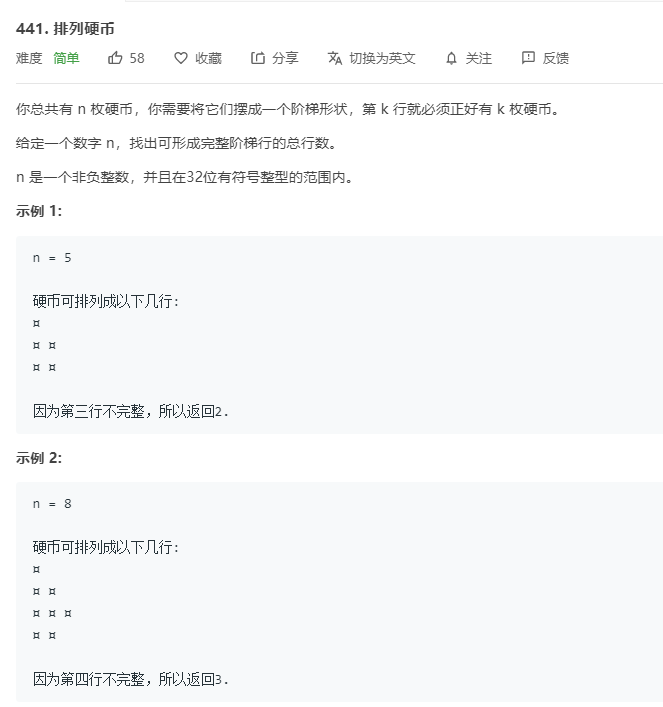 441. 排列硬币
难度 简单 58 收藏 分享 切换为英文 关注 反馈
你总共有 n 枚硬币，你需要将它们摆成一个阶梯形状，第 k 行就必须正好有 k 枚硬币。
给定一个数字 n，找出可形成完整阶梯行的总行数。
n 是一个非负整数，并且在32位有符号整型的范围内。
示例 1:
n = 5
硬币可排列成以下几行:
¤
¤ ¤
¤ ¤
因为第三行不完整，所以返回2.
示例 2:
n = 8
硬币可排列成以下几行:
¤
¤ ¤
¤ ¤ ¤
¤ ¤
因为第四行不完整，所以返回3.